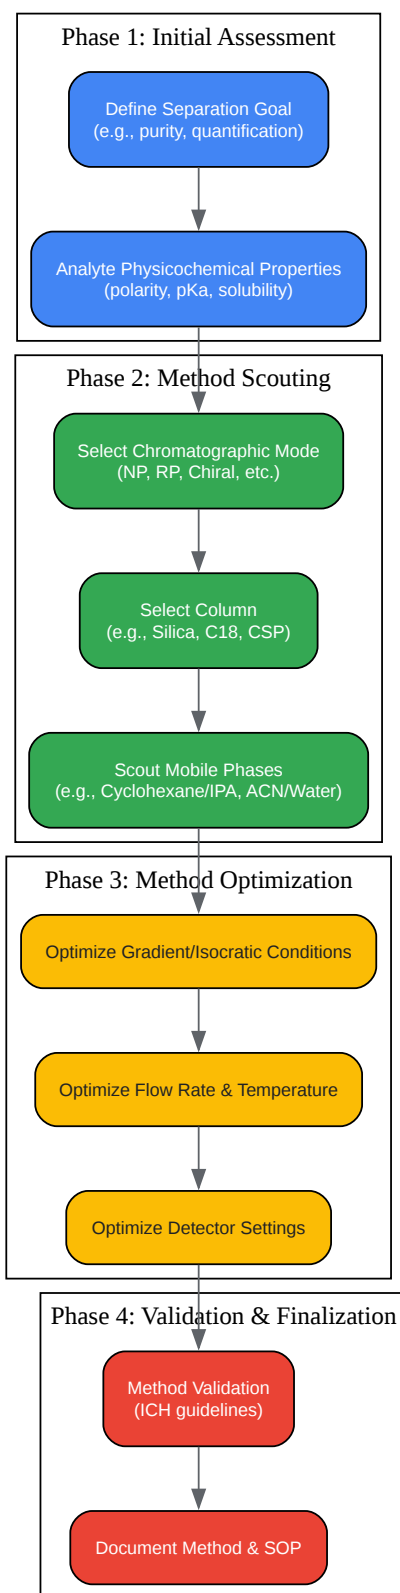 Phase 1: Initial Assessment
Define Separation Goal
(e.g., purity, quantification)
Analyte Physicochemical Properties
(polarity, pKa, solubility)
Phase 2: Method Scouting
Select Chromatographic Mode
(NP, RP, Chiral, etc.)
Select Column
(e.g., Silica, C18, CSP)
Scout Mobile Phases
(e.g., Cyclohexane/IPA, ACN/Water)
Phase 3: Method Optimization
Optimize Gradient/Isocratic Conditions
Optimize Flow Rate & Temperature
Optimize Detector Settings
Phase 4: Validation & Finalization
Method Validation
(ICH guidelines)
Document Method & SOP